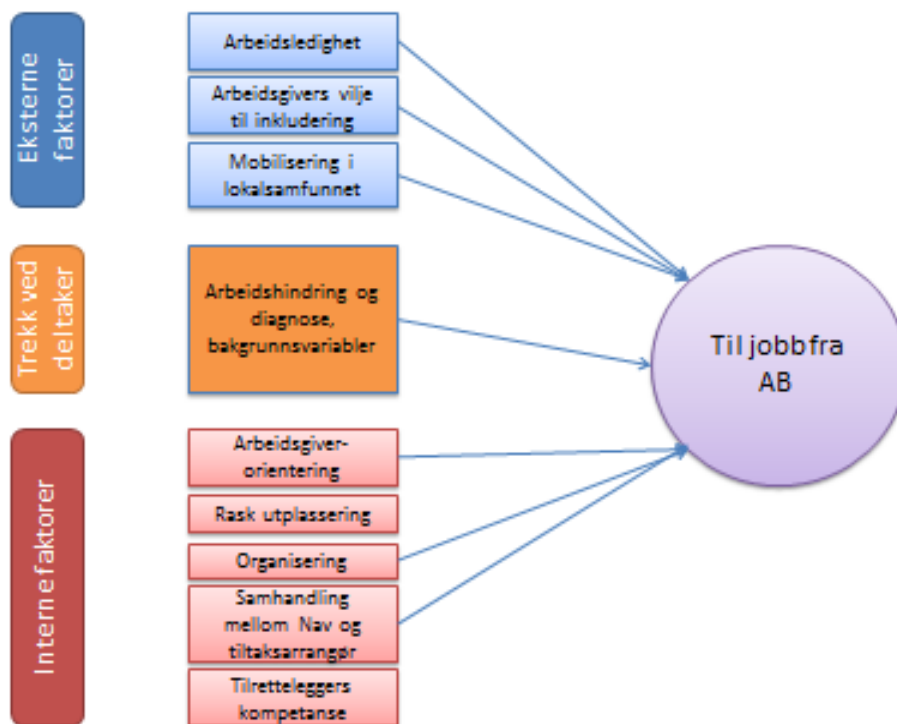 Eksterne
faktorer
Arbeidsledighet
Arbeidsgivers vilje
til inkludering
Mobilisering i
lokalsamfunnet
Trekk ved
deltaker
Arbeidshindring og
diagnose,
bakgrunnsvariabler
Til jobb fra
AB
Interne faktorer
Arbeidsgiver-
orientering
Rask utplassering
Organisering
Samhandling
mellom Nav og
tiltaksarrangør
Tilretteleggers
kompetanse